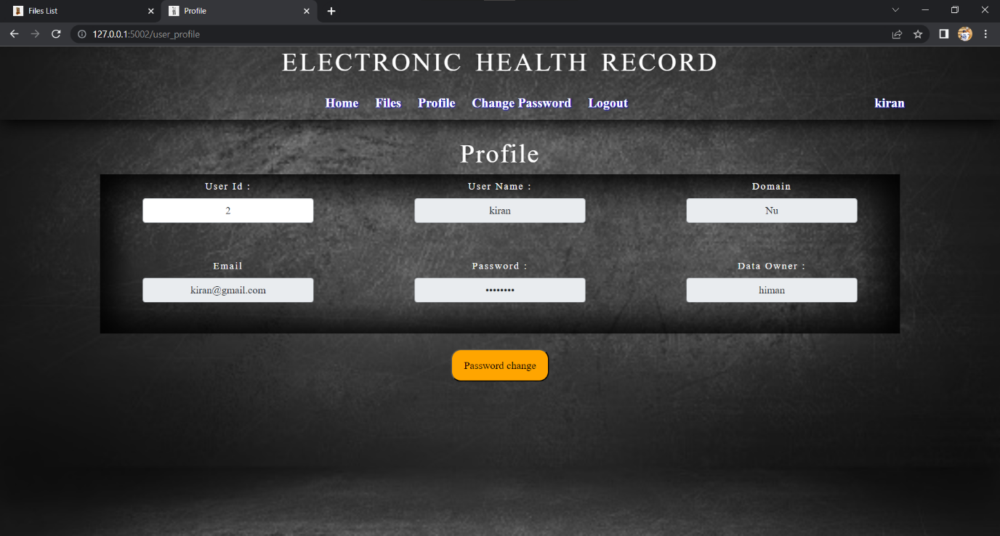 Files List
Profile
127.0.0.1:5002/user_profile
ELECTRONIC HEALTH RECORD
Home Files Profile Change Password Logout kiran
Profile
User Id : User Name : Domain
2 kiran Nu
Email Password : Data Owner :
kiran@gmail.com •••••••• himan
Password change